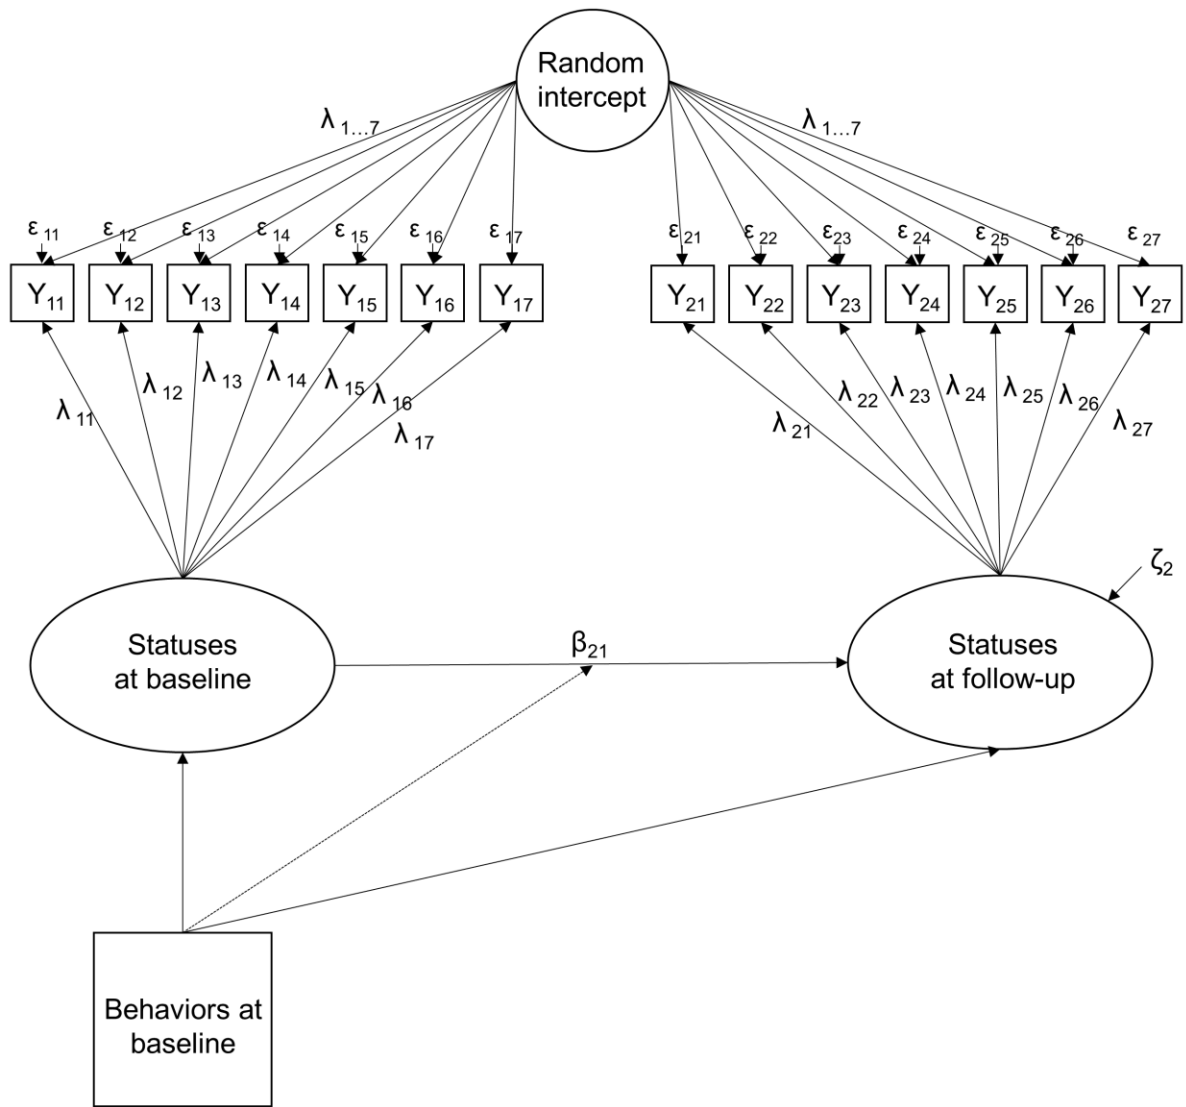 Random
intercept
λ 1...7
λ 1...7
ε 11 ε 12 ε 13 ε 14 ε 15 ε 16 ε 17
ε 21 ε 22 ε 23 ε 24 ε 25 ε 26 ε 27
Y11 Y12 Y13 Y14 Y15 Y16 Y17
Y21 Y22 Y23 Y24 Y25 Y26 Y27
λ 11 λ 12 λ 13 λ 14 λ 15 λ 16 λ 17
λ 21 λ 22 λ 23 λ 24 λ 25 λ 26 λ 27
ζ2
Statuses
at baseline
β21
Statuses
at follow-up
Behaviors at
baseline